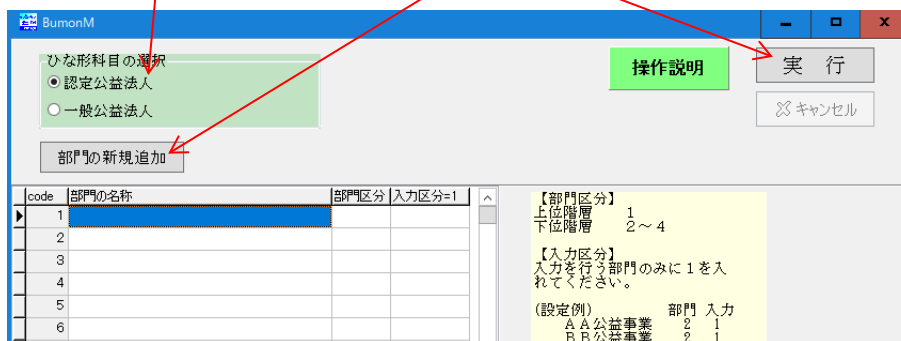 BumonM
ひな形科目の選択
認定公益法人
一般公益法人
操作説明
実 行
キャンセル
部門の新規追加
code 部門の名称 部門区分 入力区分=1
1
2
3
4
5
6
【部門区分】
上位階層 1
下位階層 2～4
【入力区分】
入力を行う部門のみに1を入
れてください。
(設定例) 部門 入力
AA公益事業 2 1
BB公益事業 2 1